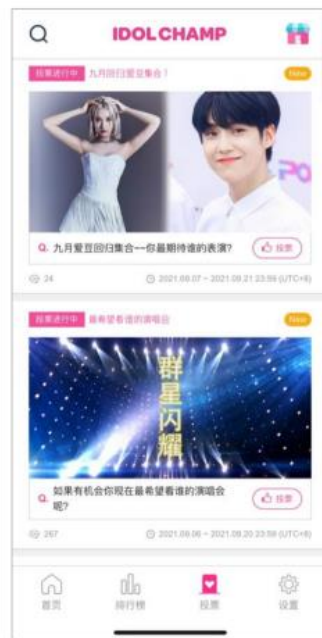 IDOLCHAMP
投票进行中 九月回归爱豆集合！ New
Q. 九月爱豆回归集合~~你最期待谁的表演? 投票
24 2021.09.07 ~ 2021.09.21 23:59 (UTC+8)
投票进行中 最希望看谁的演唱会 New
群星闪耀
Q. 如果有机会你现在最希望看谁的演唱会
呢? 投票
267 2021.09.06 ~ 2021.09.20 23:59 (UTC+8)
首页 排行榜 投票 设置